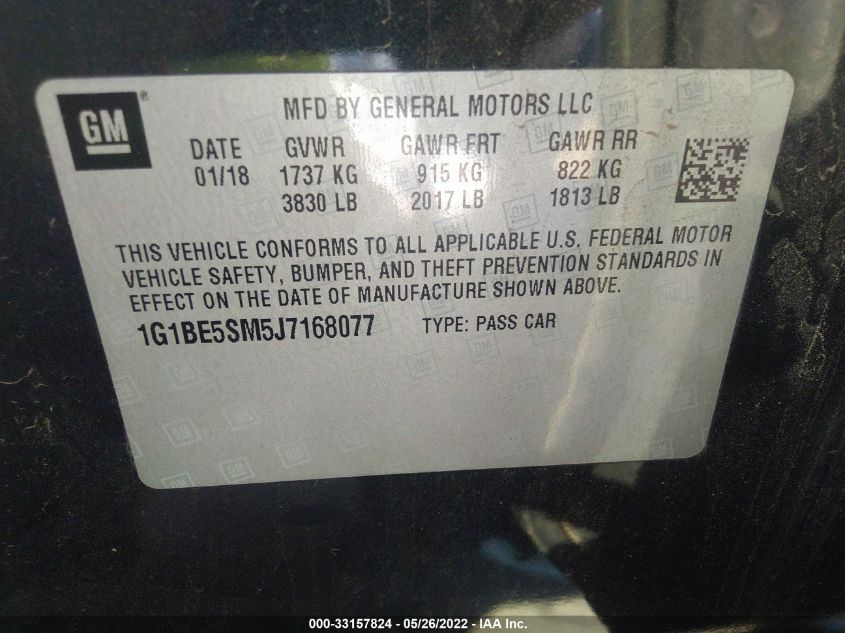 GM ®
MFD BY GENERAL MOTORS LLC
DATE GVWR GAWR FRT GAWR RR
01/18 1737 KG 915 KG 822 KG
3830 LB 2017 LB 1813 LB
THIS VEHICLE CONFORMS TO ALL APPLICABLE U.S. FEDERAL MOTOR
VEHICLE SAFETY, BUMPER, AND THEFT PREVENTION STANDARDS IN
EFFECT ON THE DATE OF MANUFACTURE SHOWN ABOVE.
1G1BE5SM5J7168077 TYPE: PASS CAR
000-33157824 - 05/26/2022 - IAA Inc.